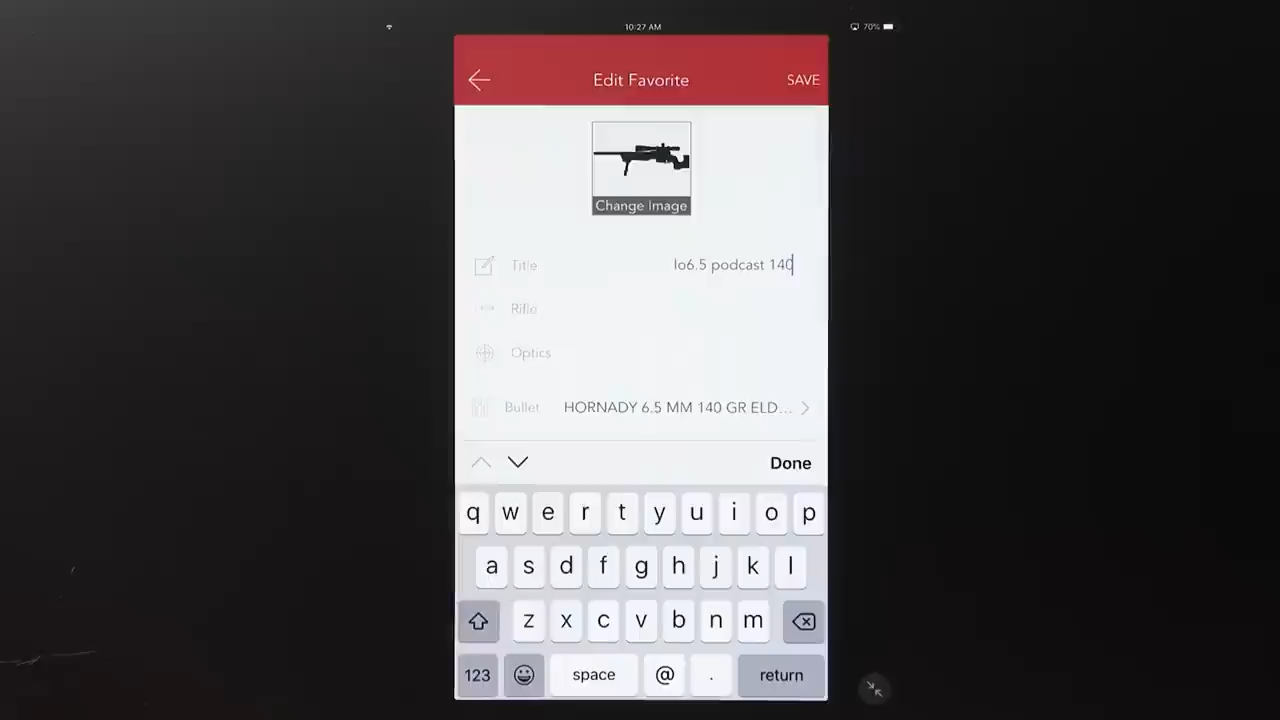 10:27 AM
70%
Edit Favorite
SAVE
Change Image
Title lo6.5 podcast 140
Rifle
Optics
Bullet HORNADY 6.5 MM 140 GR ELD...
Done
q w e r t y u i o p
a s d f g h j k l
z x c v b n m
123 space @ . return